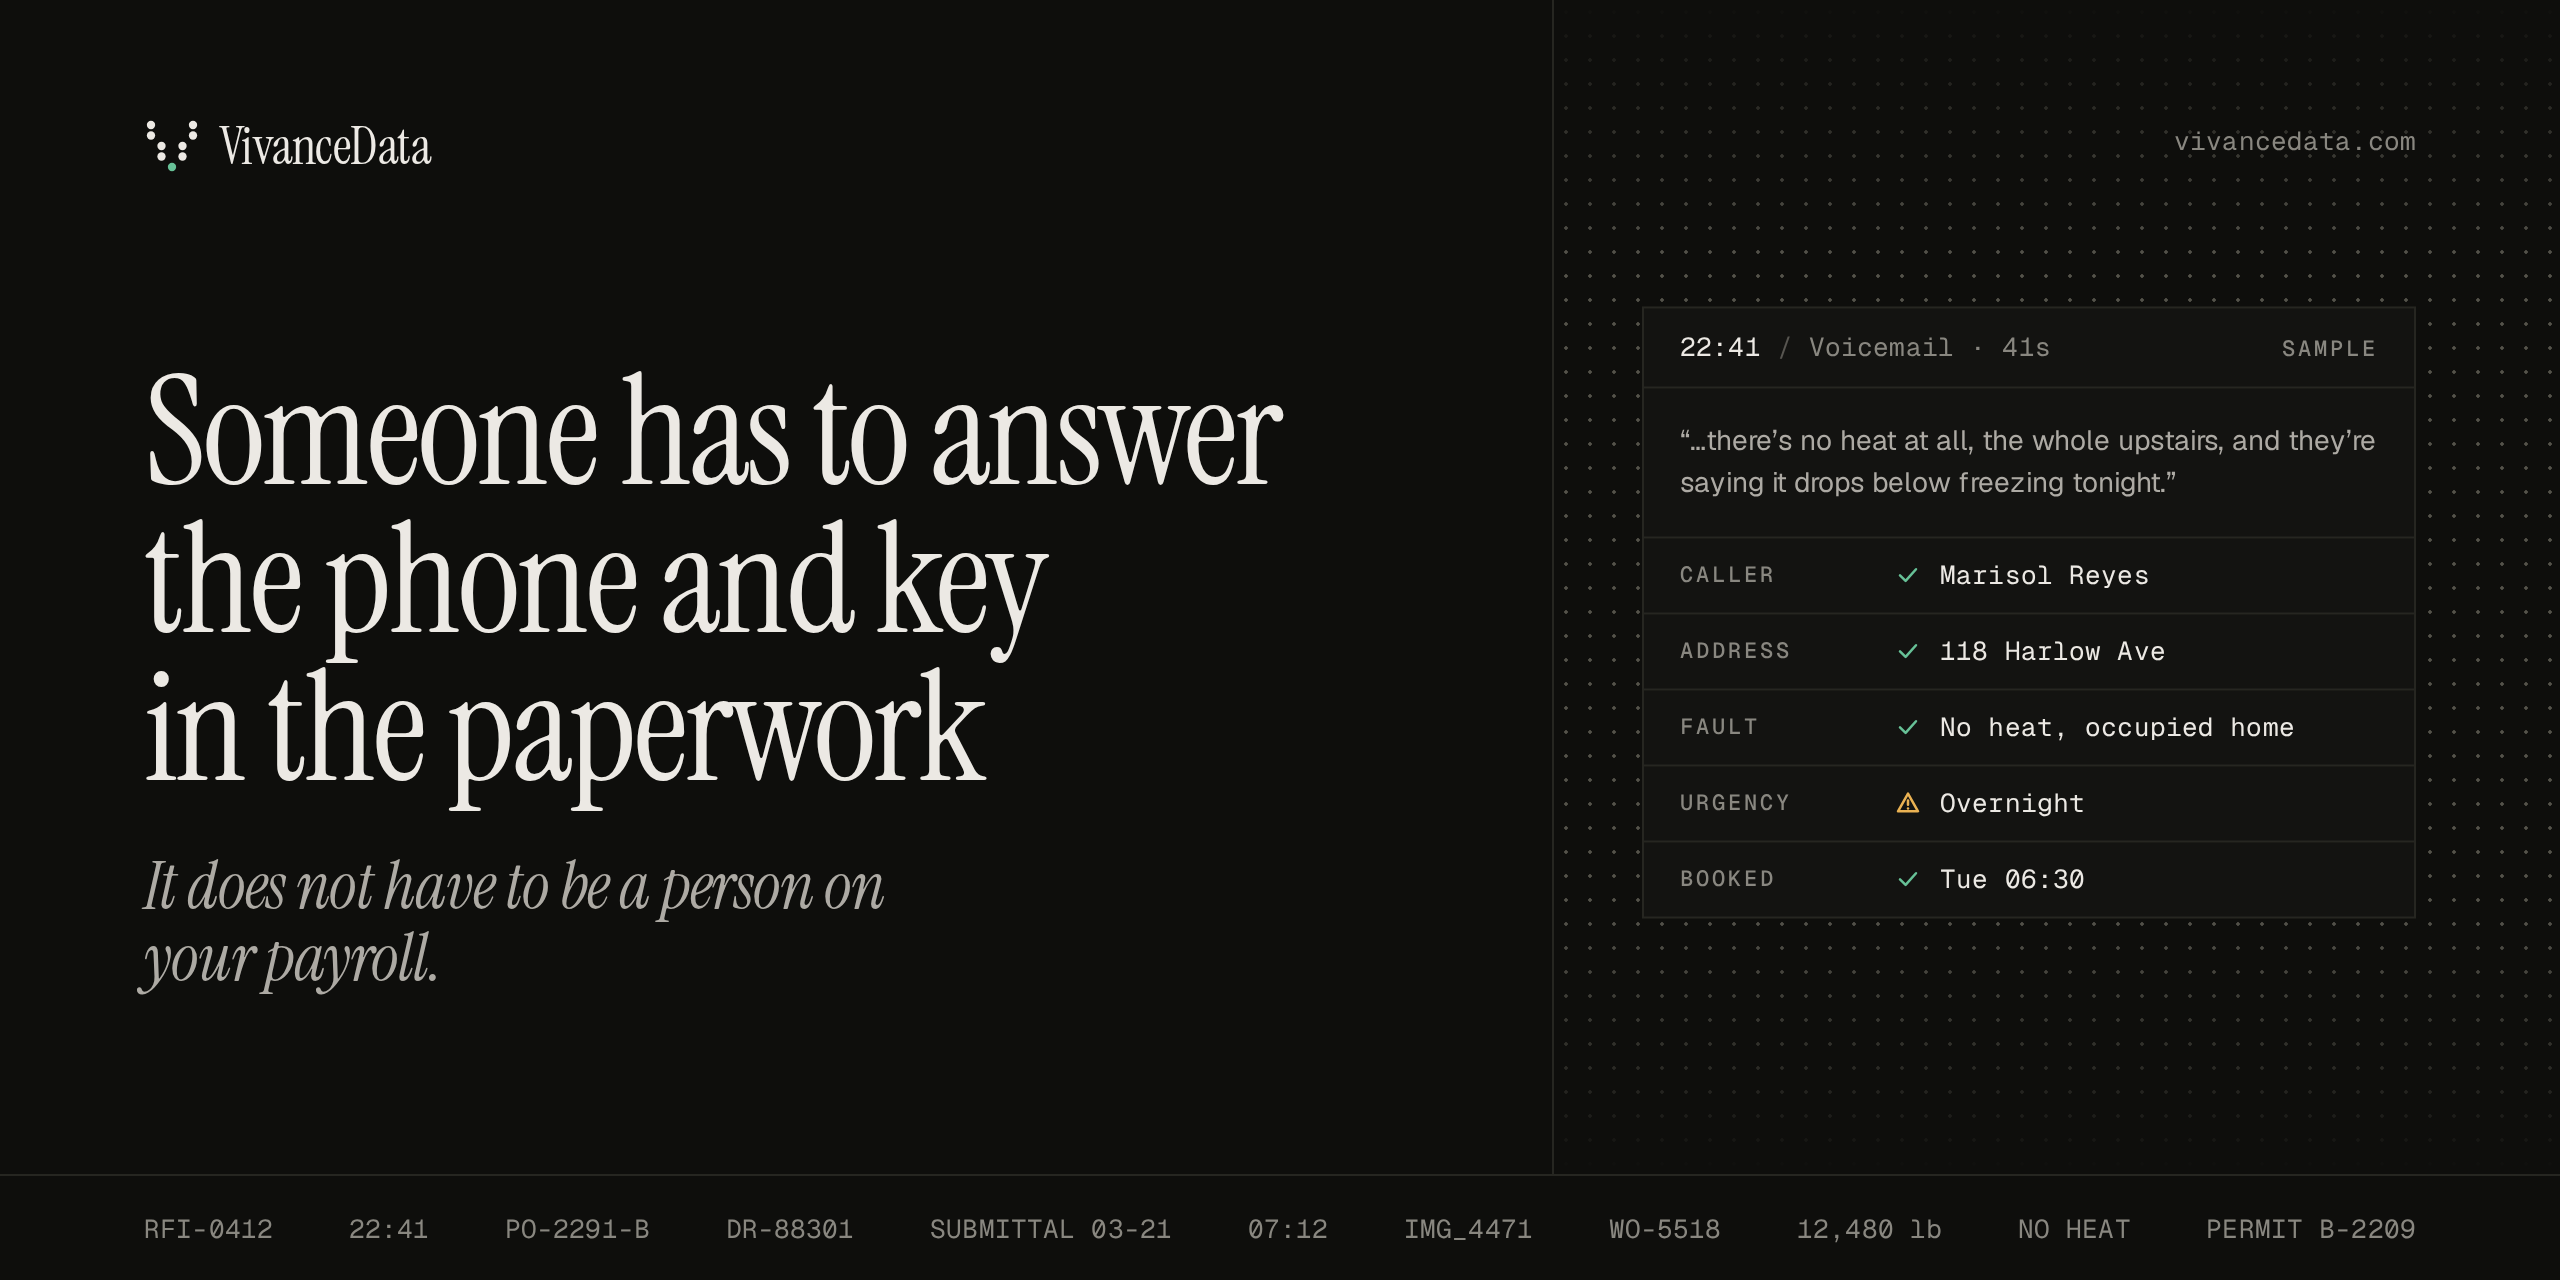 VivanceData
vivancedata.com
Someone has to answer
the phone and key
in the paperwork
It does not have to be a person on
your payroll.
22:41 / Voicemail · 41s SAMPLE
“…there’s no heat at all, the whole upstairs, and they’re
saying it drops below freezing tonight.”
CALLER Marisol Reyes
ADDRESS 118 Harlow Ave
FAULT No heat, occupied home
URGENCY Overnight
BOOKED Tue 06:30
RFI-0412 22:41 PO-2291-B DR-88301 SUBMITTAL 03-21 07:12 IMG_4471 WO-5518 12,480 lb NO HEAT PERMIT B-2209